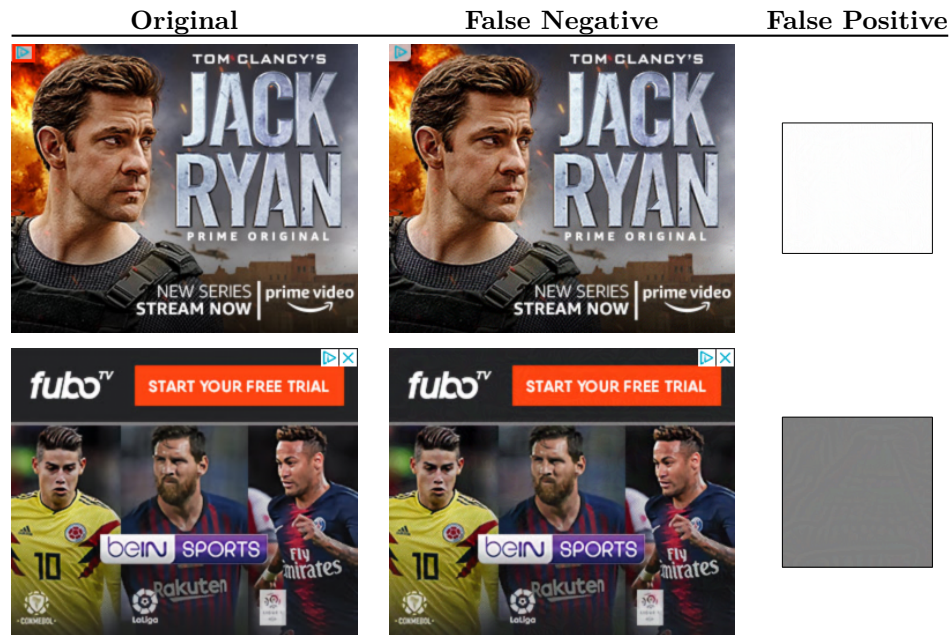 Original False Negative False Positive
TOM CLANCY'S
JACK
RYAN
PRIME ORIGINAL
NEW SERIES
STREAM NOW
prime video
TOM CLANCY'S
JACK
RYAN
PRIME ORIGINAL
NEW SERIES
STREAM NOW
prime video
fuboTV
START YOUR FREE TRIAL
10
beIN SPORTS
Rakuten
Fly
Emirates
CONMEBOL
LaLiga
fuboTV
START YOUR FREE TRIAL
10
beIN SPORTS
Rakuten
Fly
Emirates
CONMEBOL
LaLiga